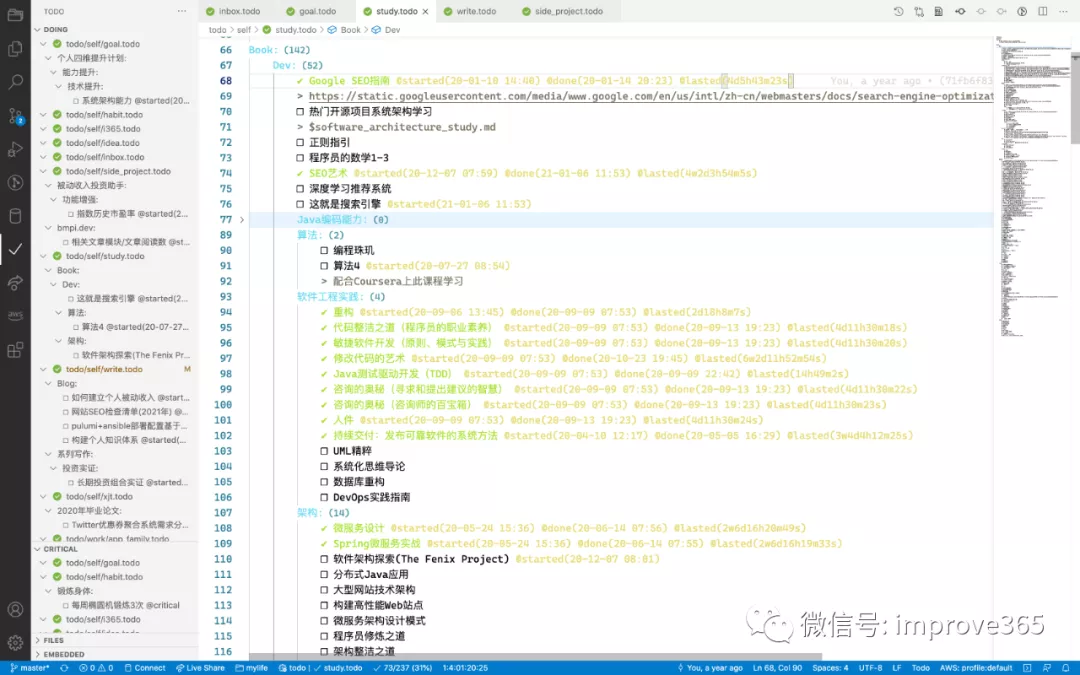 TODO
inbox.todo
goal.todo
study.todo
write.todo
side_project.todo
DOING
todo/self/goal.todo
个人四维提升计划:
能力提升:
技术提升:
系统架构能力 @started(20...
todo/self/habit.todo
todo/self/i365.todo
todo/self/idea.todo
todo/self/inbox.todo
todo/self/side_project.todo
被动收入投资助手:
功能增强:
指数历史市盈率 @started(2...
bmpi.dev:
相关文章模块/文章阅读数 @st...
todo/self/study.todo
Book:
Dev:
这就是搜索引擎 @started(2...
算法:
算法4 @started(20-07-27...
架构:
软件架构探索(The Fenix Pr...
todo/self/write.todo M
Blog:
如何建立个人被动收入 @start...
网站SEO检查清单(2021年) @...
pulumi+ansible部署配置基于...
构建个人知识体系 @started(...
系列写作:
投资实证:
长期投资组合实证 @started...
todo/self/xjt.todo
2020年毕业论文:
Twitter优惠券聚合系统需求分...
todo/work/app_family.todo
CRITICAL
todo/self/goal.todo
todo/self/habit.todo
锻炼身体:
每周椭圆机锻炼3次 @critical
todo/self/i365.todo
FILES
EMBEDDED
todo > self > study.todo > Book > Dev
66 Book: (142)
67 Dev: (52)
68 ✔ Google SEO指南 @started(20-01-10 14:40) @done(20-01-14 20:23) @lasted(4d5h43m23s) You, a year ago • (71fb6f83
69 > https://static.googleusercontent.com/media/www.google.com/en/us/intl/zh-cn/webmasters/docs/search-engine-optimizat
70 ☐ 热门开源项目系统架构学习
71 > $software_architecture_study.md
72 ☐ 正则指引
73 ☐ 程序员的数学1-3
74 ✔ SEO艺术 @started(20-12-07 07:59) @done(21-01-06 11:53) @lasted(4w2d3h54m5s)
75 ☐ 深度学习推荐系统
76 ☐ 这就是搜索引擎 @started(21-01-06 11:53)
77 Java编码能力: (0)
89 算法: (2)
90 ☐ 编程珠玑
91 ☐ 算法4 @started(20-07-27 08:54)
92 > 配合Coursera上此课程学习
93 软件工程实践: (4)
94 ✔ 重构 @started(20-09-06 13:45) @done(20-09-09 07:53) @lasted(2d18h8m7s)
95 ✔ 代码整洁之道（程序员的职业素养） @started(20-09-09 07:53) @done(20-09-13 19:23) @lasted(4d11h30m18s)
96 ✔ 敏捷软件开发（原则、模式与实践） @started(20-09-09 07:53) @done(20-09-13 19:23) @lasted(4d11h30m20s)
97 ✔ 修改代码的艺术 @started(20-09-09 07:53) @done(20-10-23 19:45) @lasted(6w2d11h52m54s)
98 ✔ Java测试驱动开发（TDD） @started(20-09-09 07:53) @done(20-09-09 22:42) @lasted(14h49m2s)
99 ✔ 咨询的奥秘（寻求和提出建议的智慧） @started(20-09-09 07:53) @done(20-09-13 19:23) @lasted(4d11h30m22s)
100 ✔ 咨询的奥秘（咨询师的百宝箱） @started(20-09-09 07:53) @done(20-09-13 19:23) @lasted(4d11h30m23s)
101 ✔ 人件 @started(20-09-09 07:53) @done(20-09-13 19:23) @lasted(4d11h30m24s)
102 ✔ 持续交付：发布可靠软件的系统方法 @started(20-04-10 12:17) @done(20-05-05 16:29) @lasted(3w4d4h12m25s)
103 ☐ UML精粹
104 ☐ 系统化思维导论
105 ☐ 数据库重构
106 ☐ DevOps实践指南
107 架构: (14)
108 ✔ 微服务设计 @started(20-05-24 15:36) @done(20-06-14 07:56) @lasted(2w6d16h20m49s)
109 ✔ Spring微服务实战 @started(20-05-24 15:36) @done(20-06-14 07:55) @lasted(2w6d16h19m33s)
110 ☐ 软件架构探索(The Fenix Project) @started(20-12-07 08:01)
111 ☐ 分布式Java应用
112 ☐ 大型网站技术架构
113 ☐ 构建高性能Web站点
114 ☐ 微服务架构设计模式
115 ☐ 程序员修炼之道
116 ☐ 架构整洁之道
微信号: improve365
master* 0 0 Connect Live Share mylife todo | study.todo 73/237 (31%) 1:4:01:20:25 You, a year ago Ln 68, Col 90 Spaces: 4 UTF-8 LF Todo AWS: profile:default